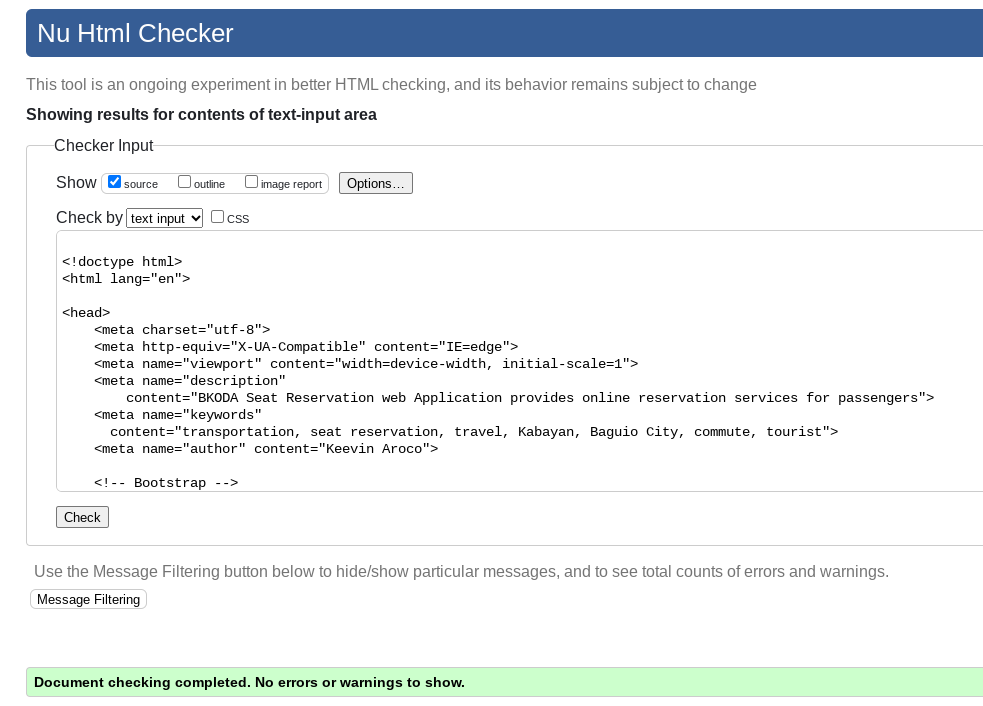 Nu Html Checker
This tool is an ongoing experiment in better HTML checking, and its behavior remains subject to change
Showing results for contents of text-input area
Checker Input
Show source outline image report Options...
Check by text input CSS
<!doctype html>
<html lang="en">
<head>
<meta charset="utf-8">
<meta http-equiv="X-UA-Compatible" content="IE=edge">
<meta name="viewport" content="width=device-width, initial-scale=1">
<meta name="description"
content="BKODA Seat Reservation web Application provides online reservation services for passengers">
<meta name="keywords"
content="transportation, seat reservation, travel, Kabayan, Baguio City, commute, tourist">
<meta name="author" content="Keevin Aroco">
<!-- Bootstrap -->
Check
Use the Message Filtering button below to hide/show particular messages, and to see total counts of errors and warnings.
Message Filtering
Document checking completed. No errors or warnings to show.